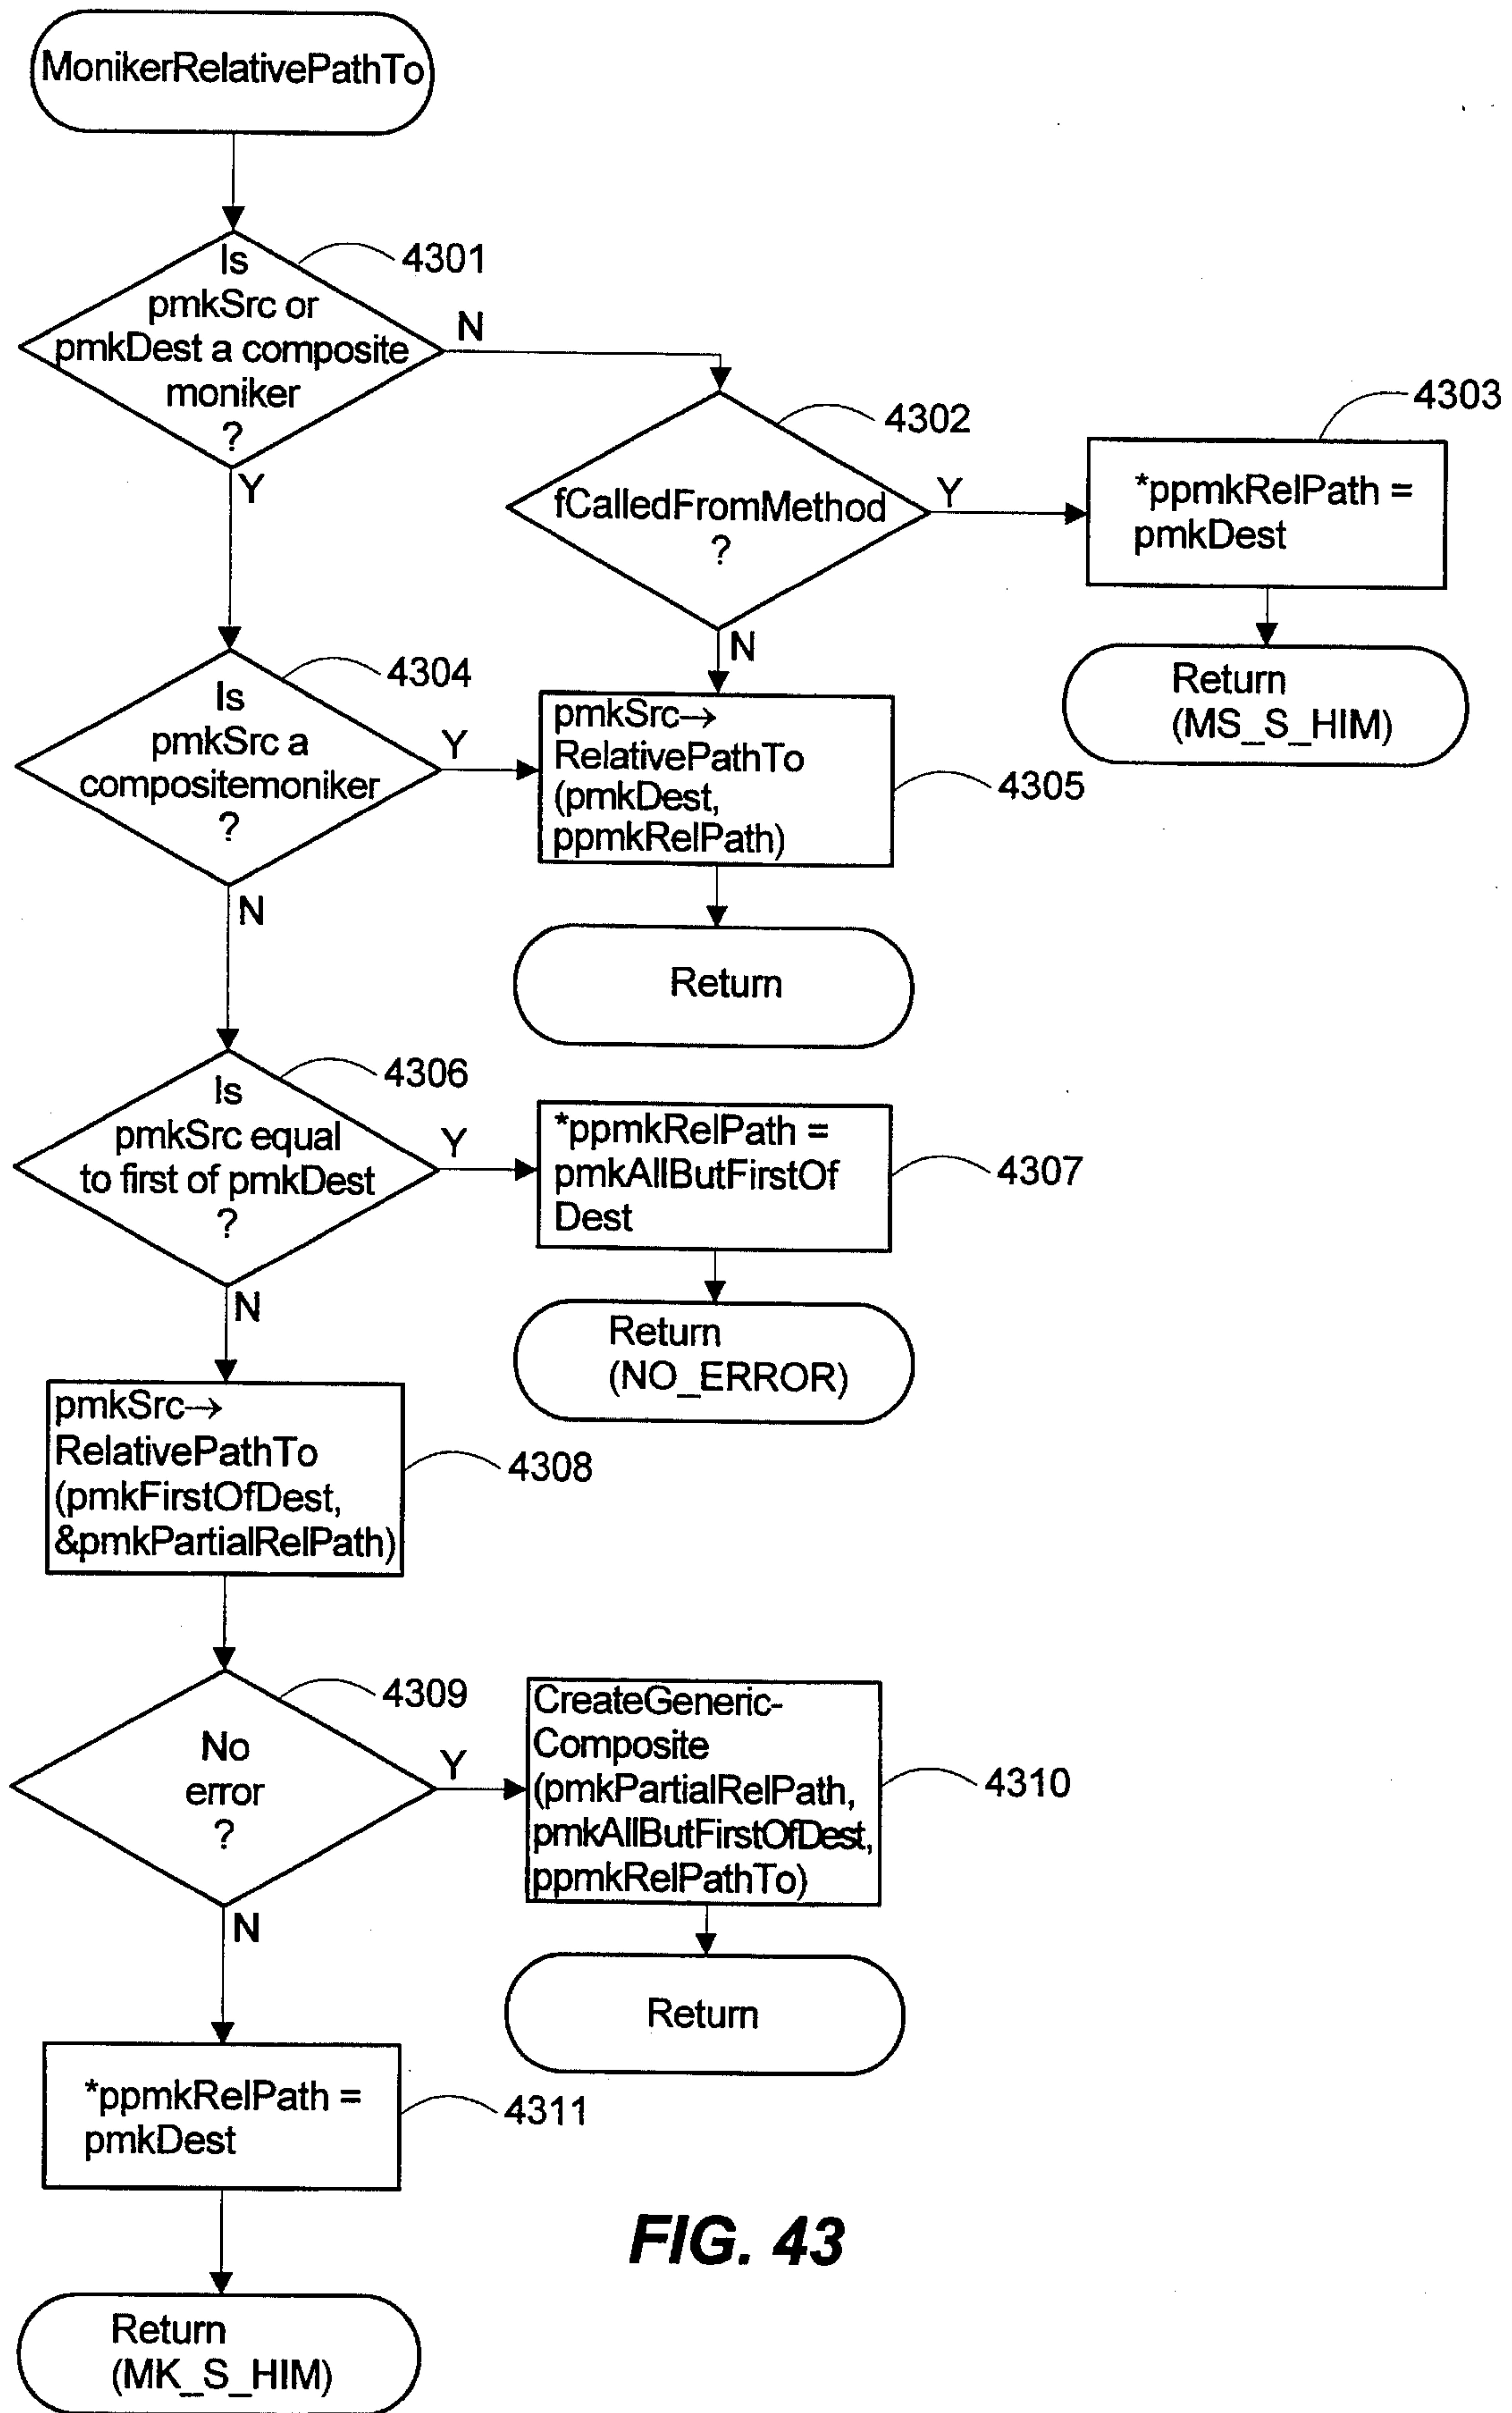 MonikerRelativePathTo
Is
pmkSrc or
pmkDest a composite
moniker
?
4301
N
Y
fCalledFromMethod
?
4302
Y
N
*ppmkRelPath =
pmkDest
4303
Return
(MS_S_HIM)
Is
pmkSrc a
compositemoniker
?
4304
Y
N
pmkSrc→
RelativePathTo
(pmkDest,
ppmkRelPath)
4305
Return
Is
pmkSrc equal
to first of pmkDest
?
4306
Y
N
*ppmkRelPath =
pmkAllButFirstOf
Dest
4307
Return
(NO_ERROR)
pmkSrc→
RelativePathTo
(pmkFirstOfDest,
&pmkPartialRelPath)
4308
No
error
?
4309
Y
N
CreateGeneric-
Composite
(pmkPartialRelPath,
pmkAllButFirstOfDest,
ppmkRelPathTo)
4310
Return
*ppmkRelPath =
pmkDest
4311
Return
(MK_S_HIM)
FIG. 43